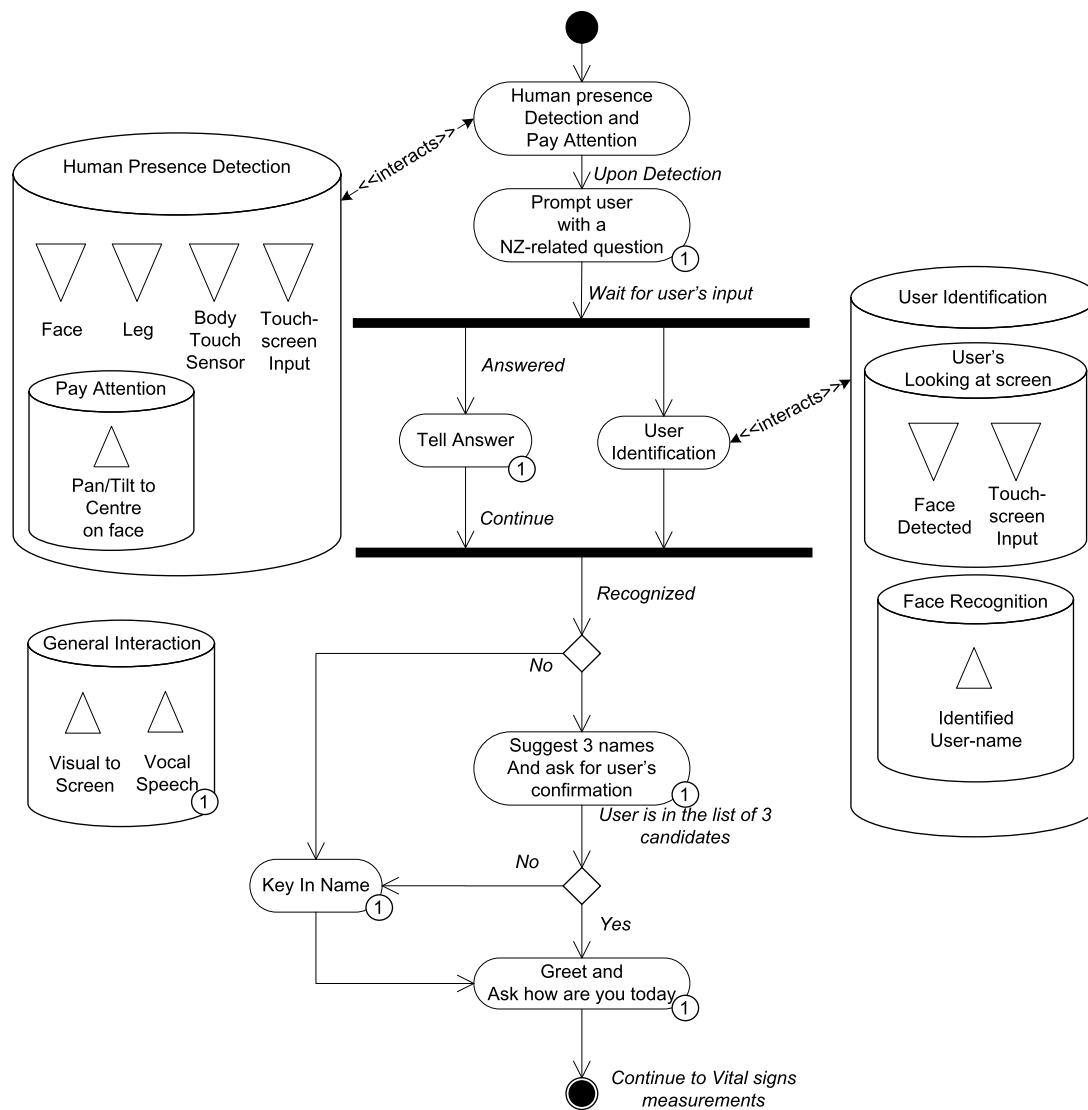 Human presence
Detection and
Pay Attention
<<interacts>>
Human Presence Detection
Upon Detection
Prompt user
with a
NZ-related question
1
Face
Leg
Body
Touch
Sensor
Touch-
screen
Input
Wait for user's input
User Identification
Answered
User's
Looking at screen
Pay Attention
<<interacts>>
Tell Answer
1
User
Identification
Pan/Tilt to
Centre
on face
Face
Detected
Touch-
screen
Input
Continue
Recognized
Face Recognition
General Interaction
No
Identified
User-name
Visual to
Screen
Vocal
Speech
1
Suggest 3 names
And ask for user's
confirmation
1
User is in the list of 3
candidates
No
Key In Name
1
Yes
Greet and
Ask how are you today
1
Continue to Vital signs
measurements